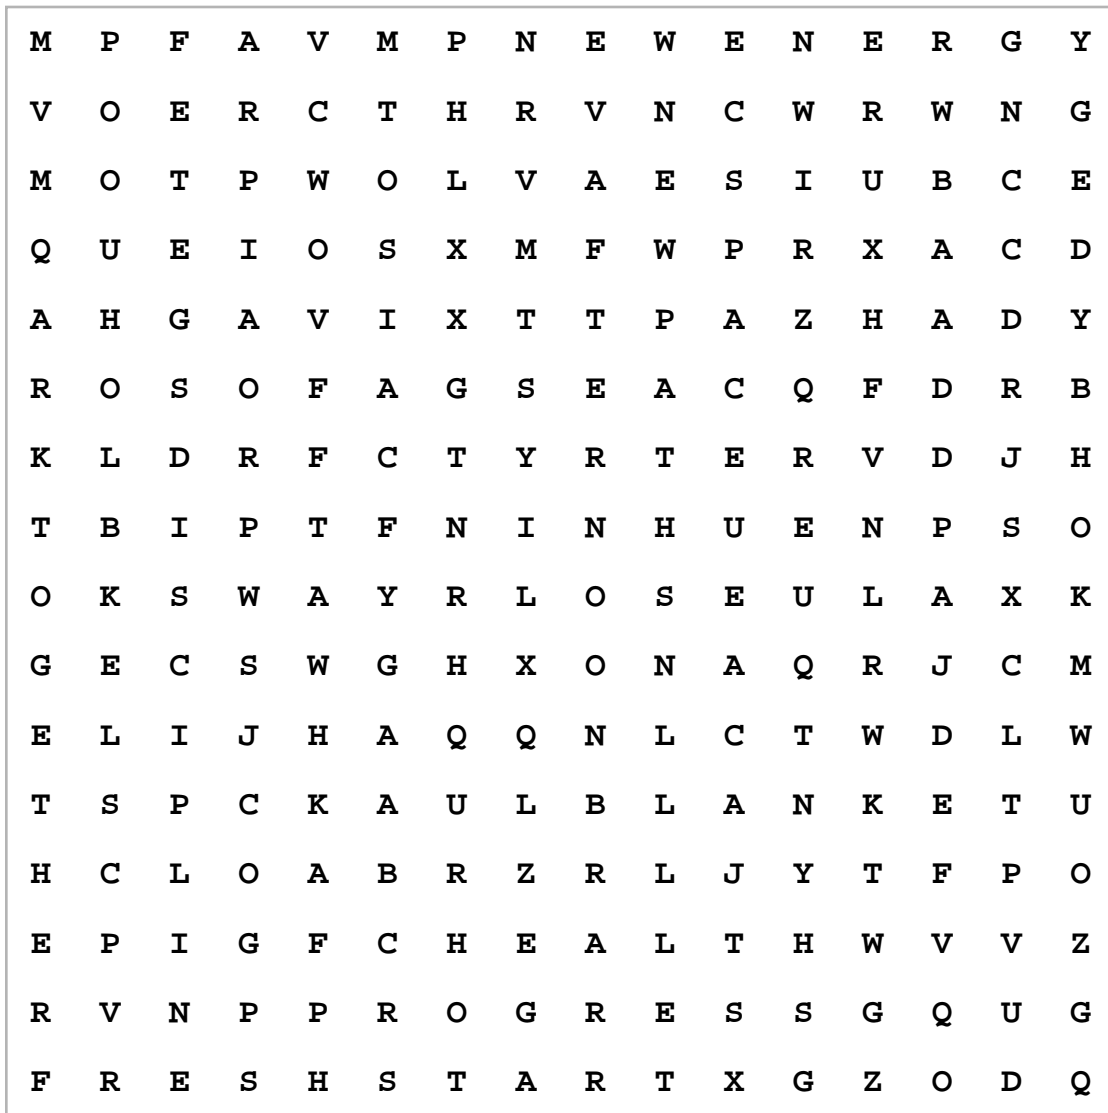 M P F A V M P N E W E N E R G Y
V O E R C T H R V N C W R W N G
M O T P W O L V A E S I U B C E
Q U E I O S X M F W P R X A C D
A H G A V I X T T P A Z H A D Y
R O S O F A G S E A C Q F D R B
K L D R F C T Y R T E R V D J H
T B I P T F N I N H U E N P S O
O K S W A Y R L O S E U L A X K
G E C S W G H X O N A Q R J C M
E L I J H A Q Q N L C T W D L W
T S P C K A U L B L A N K E T U
H C L O A B R Z R L J Y T F P O
E P I G F C H E A L T H W V V Z
R V N P P R O G R E S S G Q U G
F R E S H S T A R T X G Z O D Q